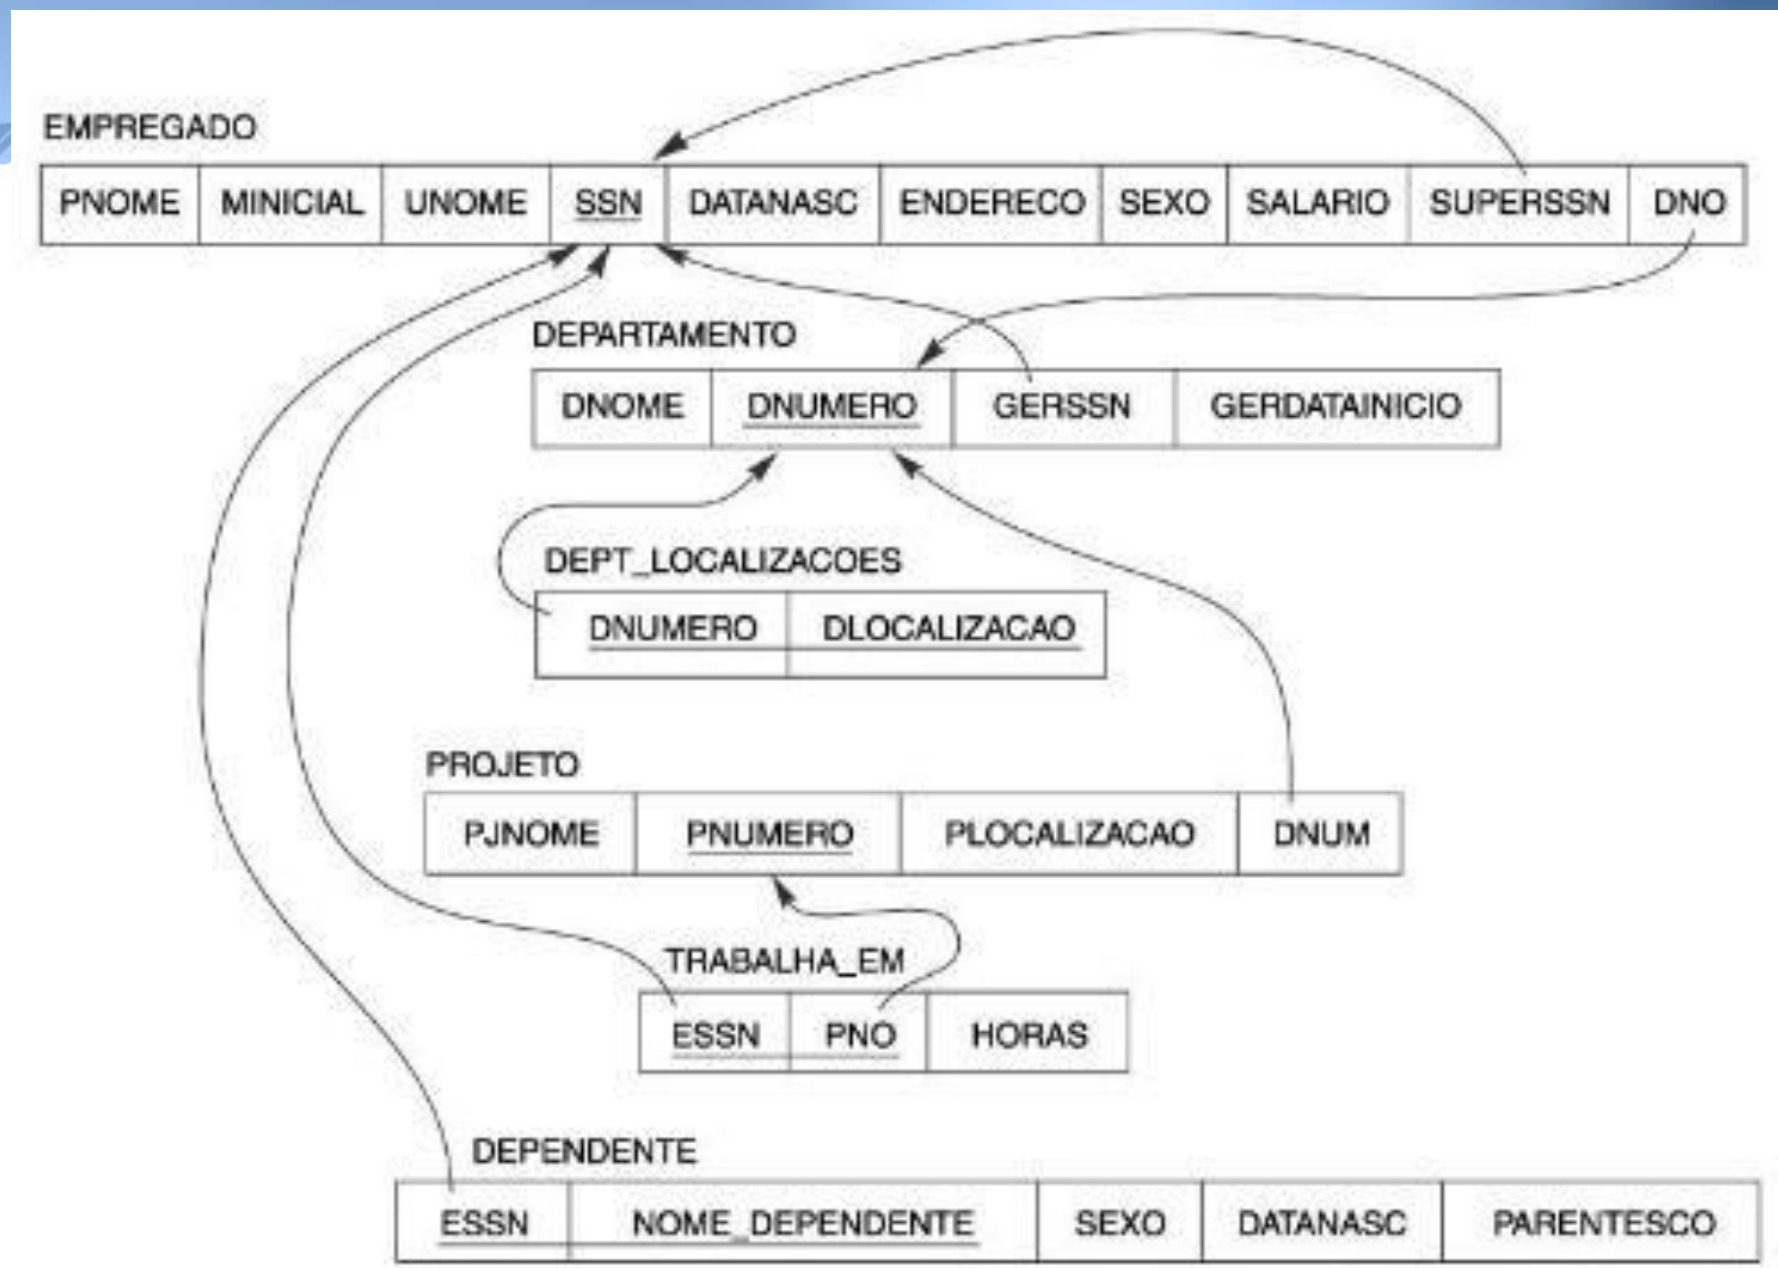 EMPREGADO
PNOME MINICIAL UNOME SSN DATANASC ENDERECO SEXO SALARIO SUPERSSN DNO
DEPARTAMENTO
DNOME DNUMERO GERSSN GERDATAINICIO
DEPT_LOCALIZACOES
DNUMERO DLOCALIZACAO
PROJETO
PJNOME PNUMERO PLOCALIZACAO DNUM
TRABALHA_EM
ESSN PNO HORAS
DEPENDENTE
ESSN NOME_DEPENDENTE SEXO DATANASC PARENTESCO